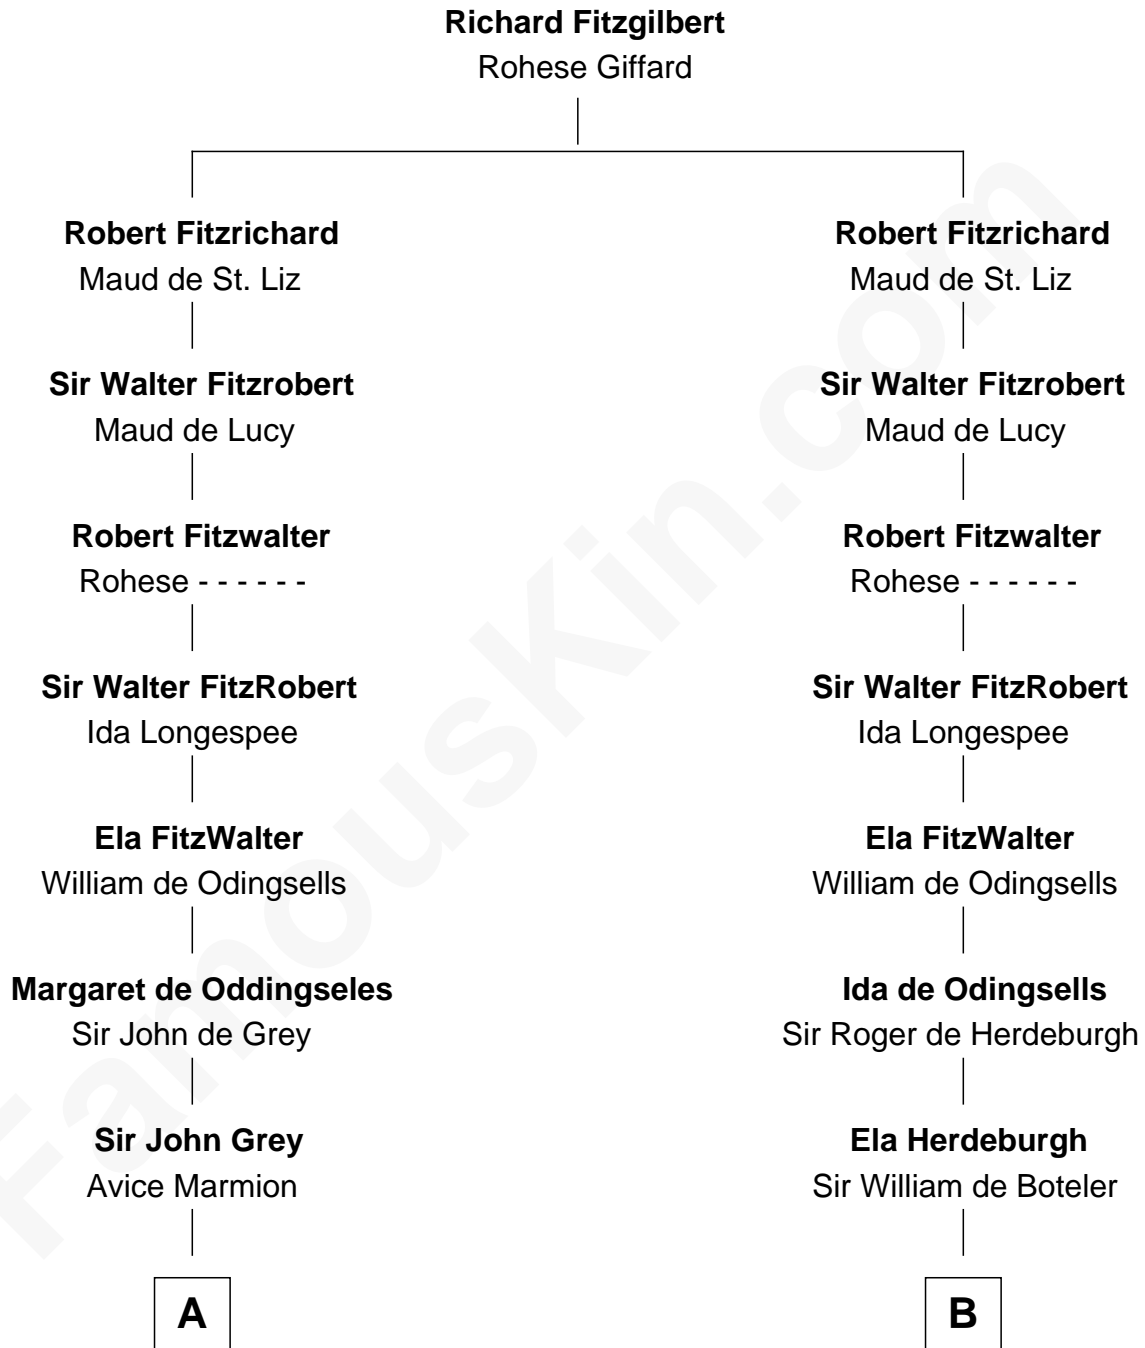 Richard Fitzgilbert
Rohese Giffard
Robert Fitzrichard
Maud de St. Liz
Robert Fitzrichard
Maud de St. Liz
Sir Walter Fitzrobert
Maud de Lucy
Sir Walter Fitzrobert
Maud de Lucy
Robert Fitzwalter
Rohese - - - - - -
Robert Fitzwalter
Rohese - - - - - -
Sir Walter FitzRobert
Ida Longespee
Sir Walter FitzRobert
Ida Longespee
Ela FitzWalter
William de Odingsells
Ela FitzWalter
William de Odingsells
Margaret de Oddingseles
Sir John de Grey
Ida de Odingsells
Sir Roger de Herdeburgh
Sir John Grey
Avice Marmion
Ela Herdeburgh
Sir William de Boteler
A
B
FamousKin.com